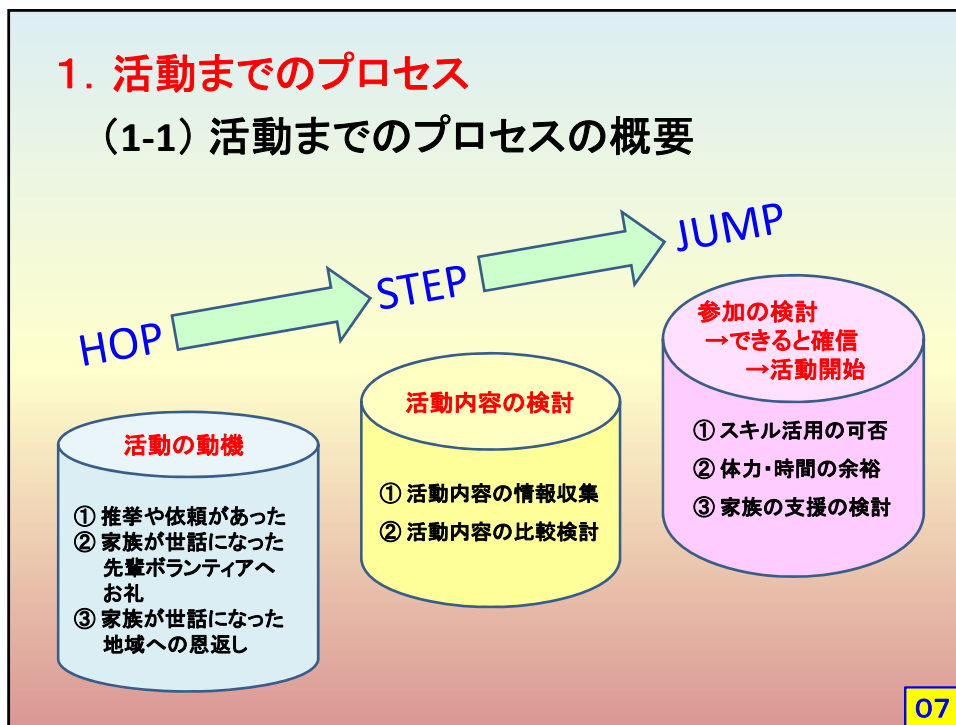 １．活動までのプロセス
（1-1）活動までのプロセスの概要
HOP
STEP
JUMP
活動の動機
① 推挙や依頼があった
② 家族が世話になった
先輩ボランティアへ
お礼
③ 家族が世話になった
地域への恩返し
活動内容の検討
① 活動内容の情報収集
② 活動内容の比較検討
参加の検討
→できると確信
→活動開始
① スキル活用の可否
② 体力・時間の余裕
③ 家族の支援の検討
07